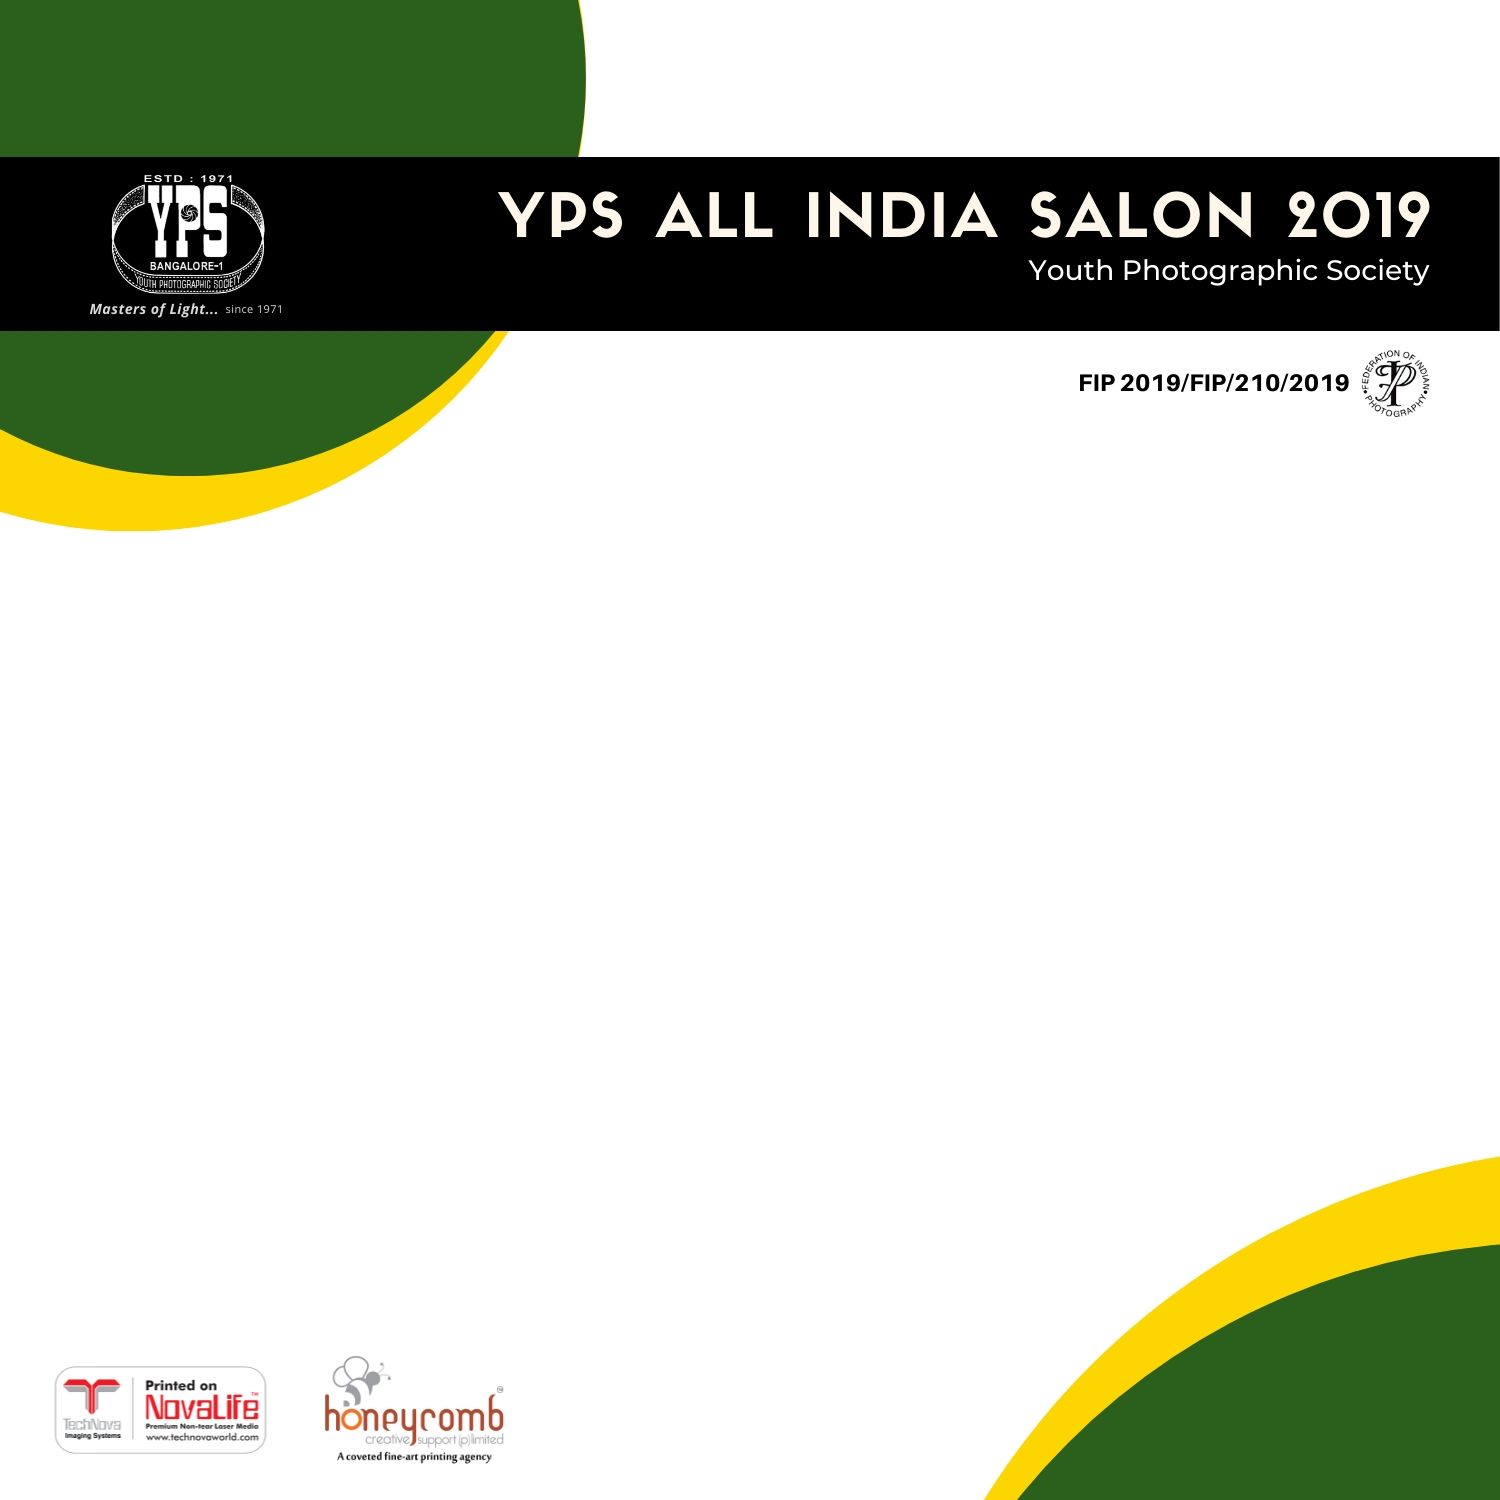 ESTD : 1971
YPS
BANGALORE-1
YOUTH PHOTOGRAPHIC SOCIETY
Masters of Light... since 1971
YPS ALL INDIA SALON 2019
Youth Photographic Society
FIP 2019/FIP/210/2019
FEDERATION OF INDIAN
PHOTOGRAPHY
FIP
TechNova
Imaging Systems
Printed on
NovaLife™
Premium Non-tear Laser Media
www.technovaworld.com
honeycomb
creative support (p) limited
A coveted fine-art printing agency